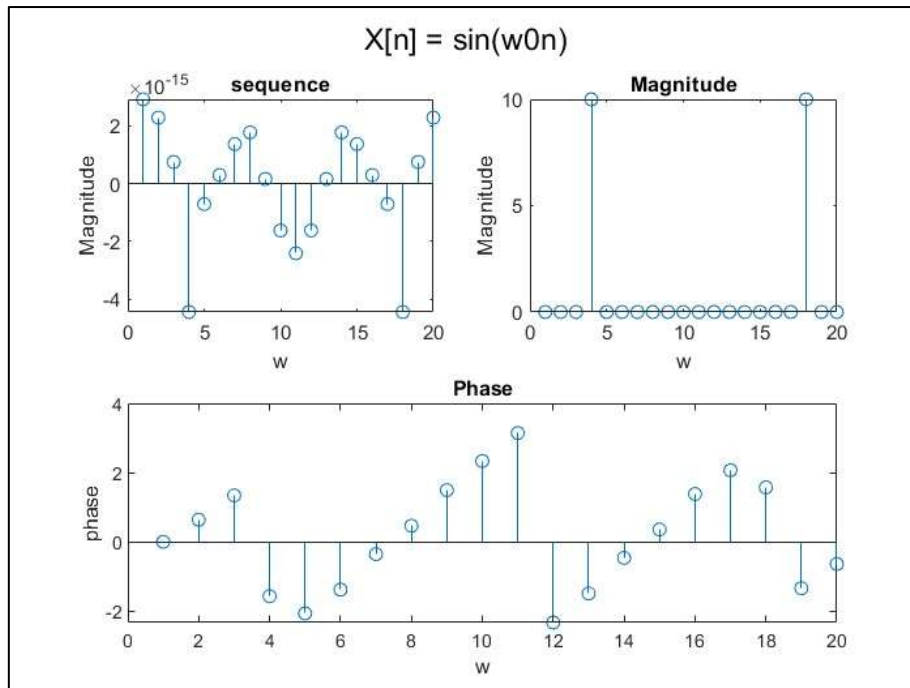 X[n] = sin(w0n)
×10-15
sequence
2
0
-2
-4
Magnitude
0 5 10 15 20
w
Magnitude
10
5
0
Magnitude
0 5 10 15 20
w
Phase
4
2
0
-2
phase
0 2 4 6 8 10 12 14 16 18 20
w